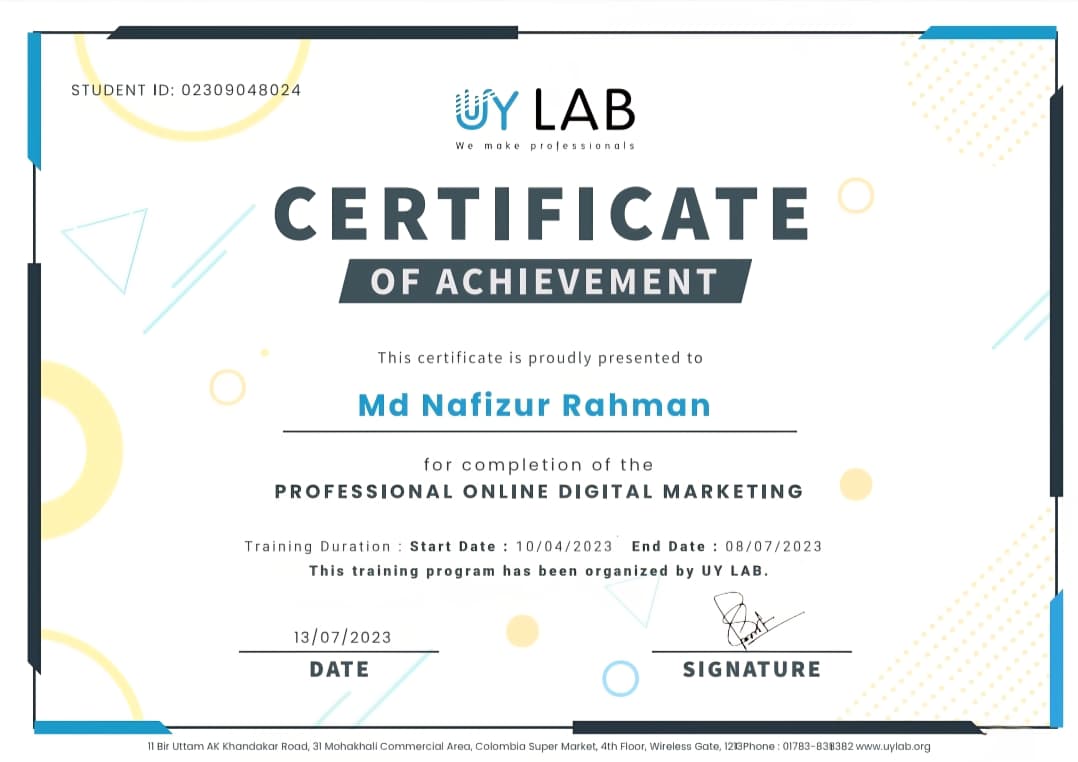 STUDENT ID: 02309048024
UY LAB
We make professionals
CERTIFICATE
OF ACHIEVEMENT
This certificate is proudly presented to
Md Nafizur Rahman
for completion of the
PROFESSIONAL ONLINE DIGITAL MARKETING
Training Duration : Start Date : 10/04/2023 End Date : 08/07/2023
This training program has been organized by UY LAB.
13/07/2023
DATE
SIGNATURE
11 Bir Uttam AK Khandakar Road, 31 Mohakhali Commercial Area, Colombia Super Market, 4th Floor, Wireless Gate, Phone : www.uylab.org